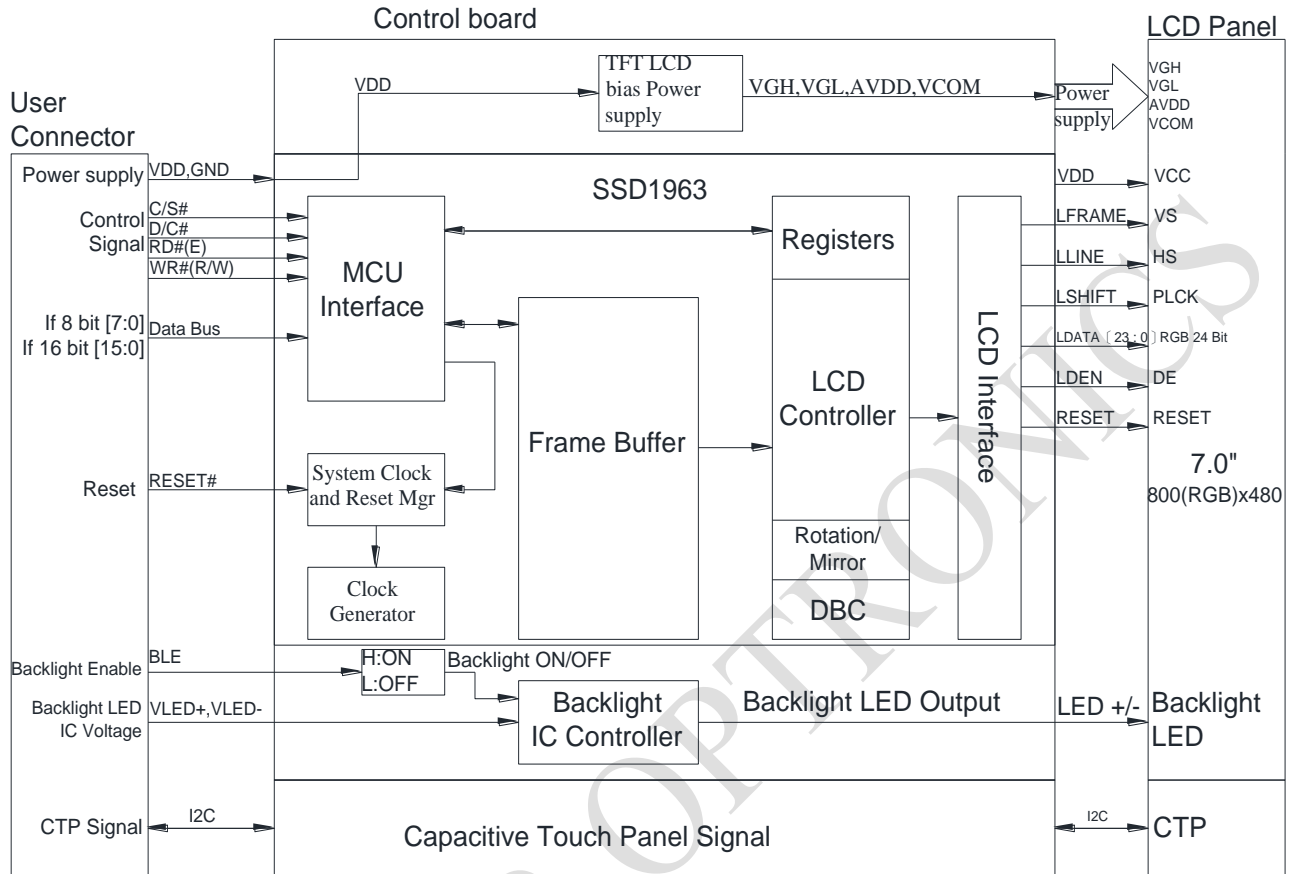 Control board
LCD Panel
User
Connector
TFT LCD
bias Power
supply
VDD
VGH,VGL,AVDD,VCOM
Power
supply
VGH
VGL
AVDD
VCOM
Power supply
VDD,GND
Control
Signal
C/S#
D/C#
RD#(E)
WR#(R/W)
If 8 bit [7:0]
If 16 bit [15:0]
Data Bus
Reset
RESET#
SSD1963
MCU
Interface
System Clock
and Reset Mgr
Clock
Generator
Frame Buffer
Registers
LCD
Controller
Rotation/
Mirror
DBC
LCD Interface
VDD
VCC
LFRAME
VS
LLINE
HS
LSHIFT
PLCK
LDATA〔23:0〕RGB 24 Bit
LDEN
DE
RESET
RESET
7.0"
800(RGB)x480
Backlight Enable
BLE
H:ON
L:OFF
Backlight ON/OFF
Backlight LED
IC Voltage
VLED+,VLED-
Backlight
IC Controller
Backlight LED Output
LED +/-
Backlight
LED
CTP Signal
I2C
Capacitive Touch Panel Signal
I2C
CTP
OPTRONICS